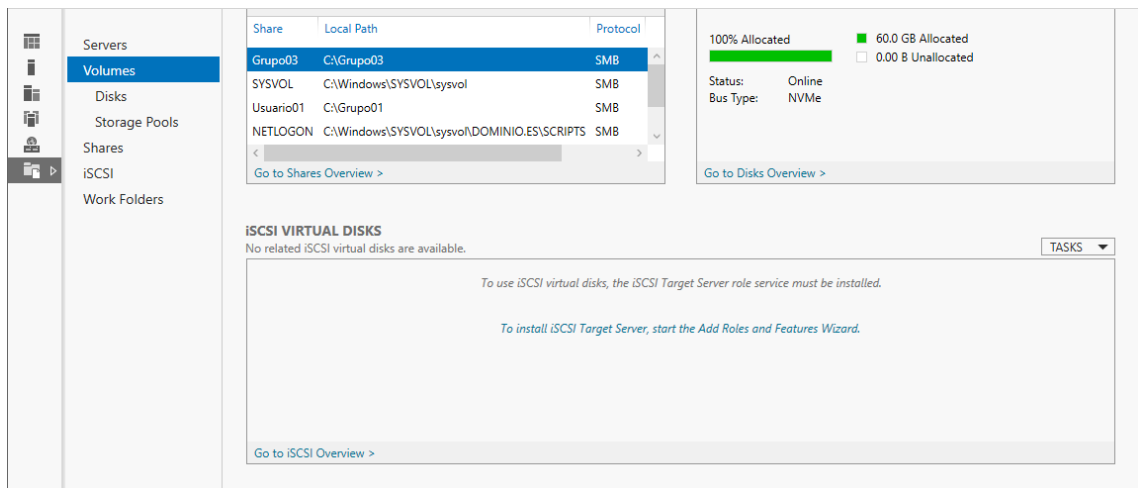 Servers
Volumes
Disks
Storage Pools
Shares
iSCSI
Work Folders
Share Local Path Protocol
Grupo03 C:\Grupo03 SMB
SYSVOL C:\Windows\SYSVOL\sysvol SMB
Usuario01 C:\Grupo01 SMB
NETLOGON C:\Windows\SYSVOL\sysvol\DOMINIO.ES\SCRIPTS SMB
Go to Shares Overview >
100% Allocated
60.0 GB Allocated
0.00 B Unallocated
Status: Online
Bus Type: NVMe
Go to Disks Overview >
iSCSI VIRTUAL DISKS
No related iSCSI virtual disks are available.
TASKS
To use iSCSI virtual disks, the iSCSI Target Server role service must be installed.
To install iSCSI Target Server, start the Add Roles and Features Wizard.
Go to iSCSI Overview >